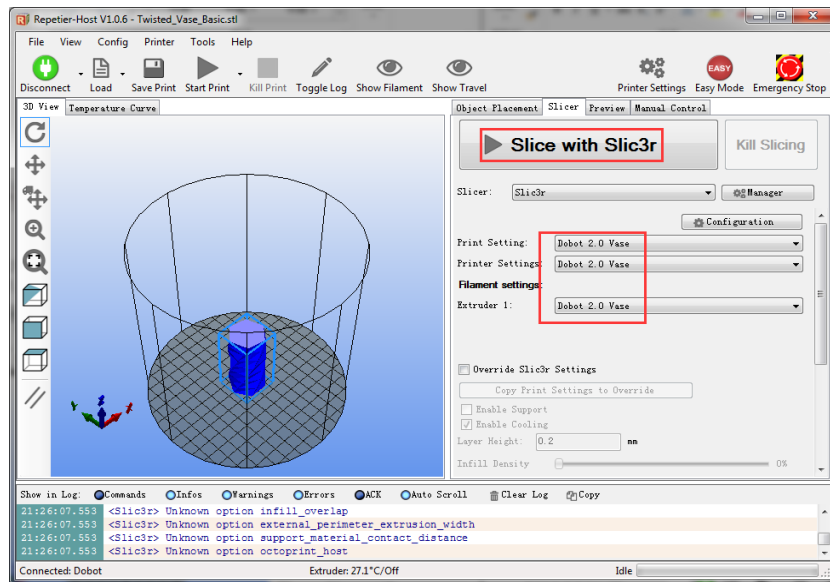 Repetier-Host V1.0.6 - Twisted_Vase_Basic.stl
File View Config Printer Tools Help
Disconnect Load Save Print Start Print Kill Print Toggle Log Show Filament Show Travel Printer Settings Easy Mode Emergency Stop
EASY
3D View Temperature Curve Object Placement Slicer Preview Manual Control
Slice with Slic3r Kill Slicing
Slicer: Slic3r Manager
Configuration
Print Setting: Dobot 2.0 Vase
Printer Settings: Dobot 2.0 Vase
Filament settings:
Extruder 1: Dobot 2.0 Vase
Override Slic3r Settings
Copy Print Settings to Override
Enable Support
Enable Cooling
Layer Height: 0.2 mm
Infill Density 0%
Show in Log: Commands Infos Warnings Errors ACK Auto Scroll Clear Log Copy
21:26:07.553 <Slic3r> Unknown option infill_overlap
21:26:07.553 <Slic3r> Unknown option external_perimeter_extrusion_width
21:26:07.553 <Slic3r> Unknown option support_material_contact_distance
21:26:07.553 <Slic3r> Unknown option octoprint_host
Connected: Dobot Extruder: 27.1°C/Off Idle